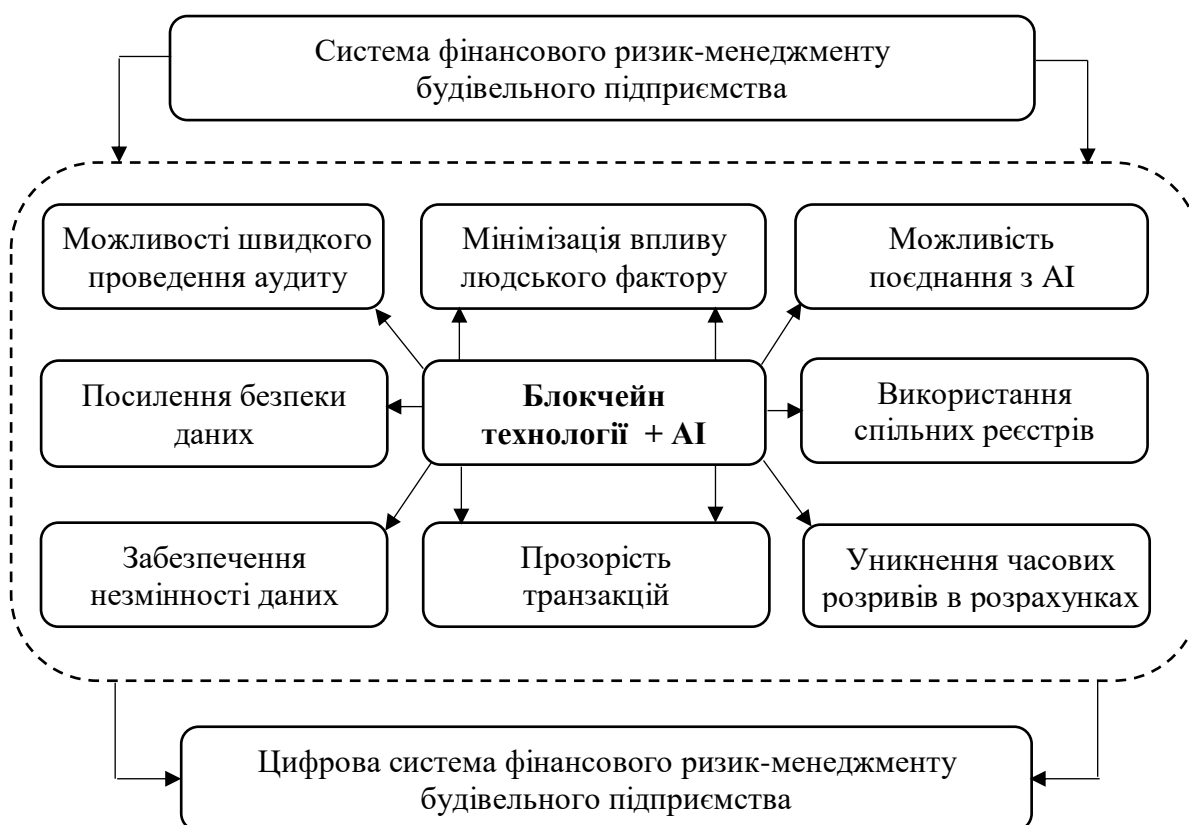 Система фінансового ризик-менеджменту
будівельного підприємства
Можливості швидкого
проведення аудиту
Мінімізація впливу
людського фактору
Можливість
поєднання з АІ
Посилення безпеки
даних
Блокчейн
технології + АІ
Використання
спільних реєстрів
Забезпечення
незмінності даних
Прозорість
транзакцій
Уникнення часових
розривів в розрахунках
Цифрова система фінансового ризик-менеджменту
будівельного підприємства